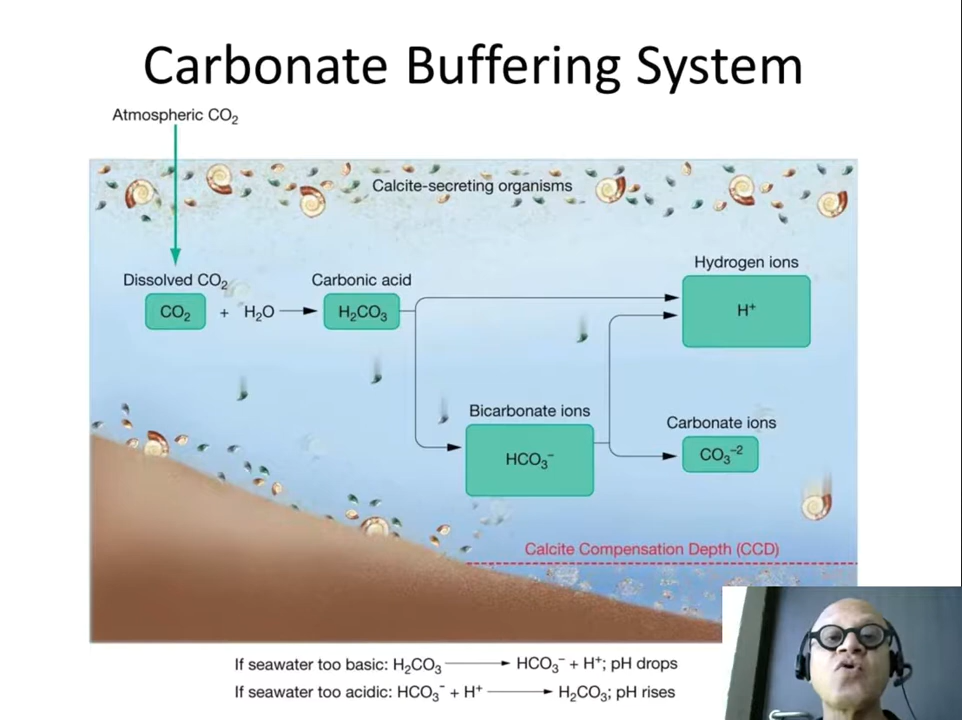 Carbonate Buffering System
Atmospheric CO₂
Calcite-secreting organisms
Hydrogen ions
Dissolved CO₂
Carbonic acid
CO₂ + H₂O
H₂CO₃
H⁺
Bicarbonate ions
Carbonate ions
HCO₃⁻
CO₃⁻²
Calcite Compensation Depth (CCD)
If seawater too basic: H₂CO₃ → HCO₃⁻ + H⁺; pH drops
If seawater too acidic: HCO₃⁻ + H⁺ → H₂CO₃; pH rises